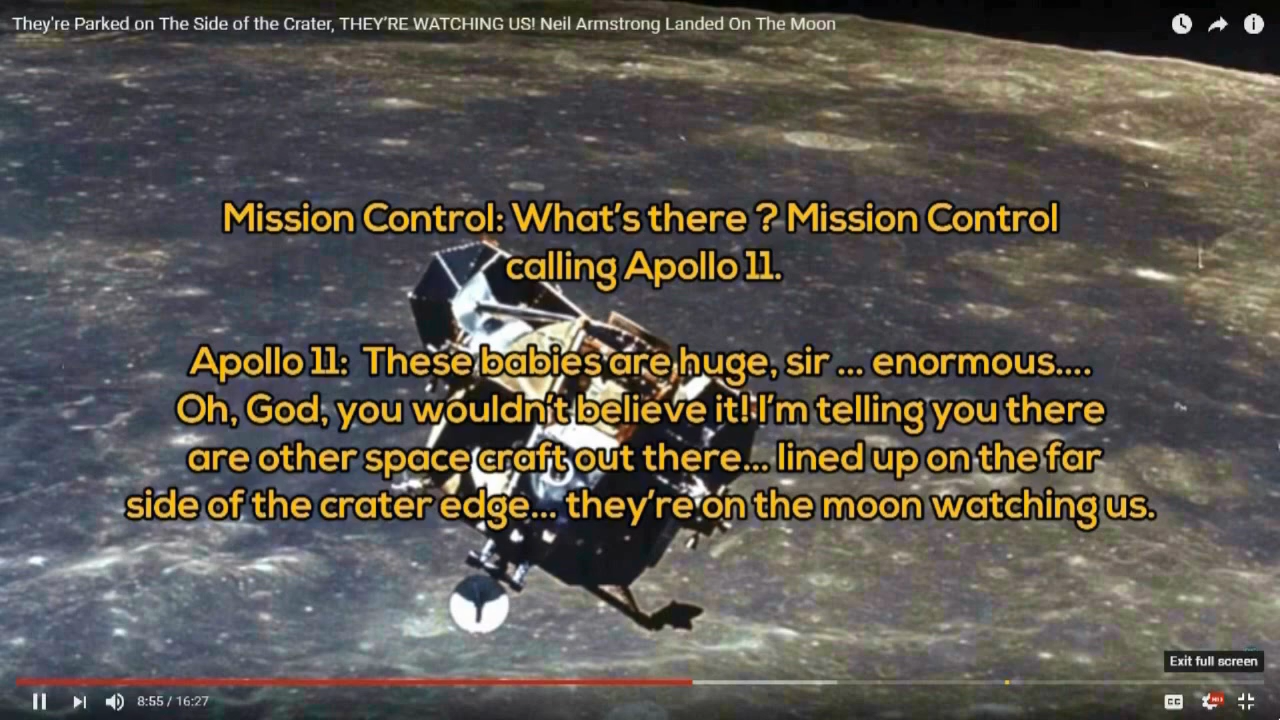 They're Parked on The Side of the Crater, THEY'RE WATCHING US! Neil Armstrong Landed On The Moon
Mission Control: What's there ? Mission Control
calling Apollo 11.
Apollo 11: These babies are huge, sir ... enormous....
Oh, God, you wouldn't believe it! I'm telling you there
are other space craft out there... lined up on the far
side of the crater edge... they're on the moon watching us.
Exit full screen
8:55 / 16:27
CC